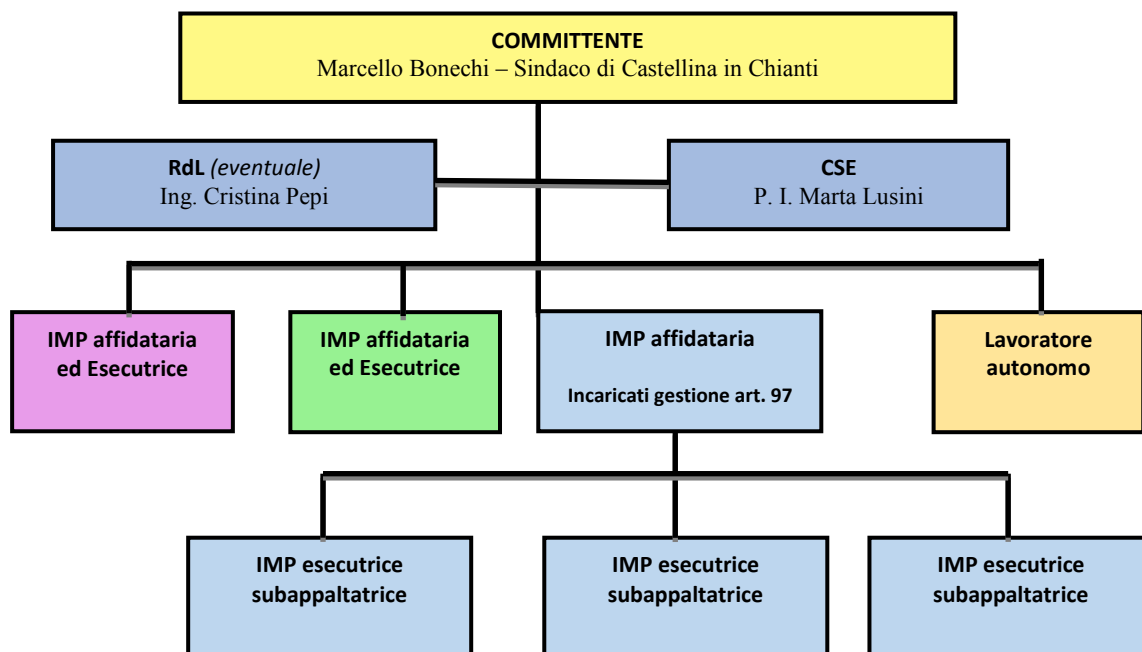 COMMITTENTE
Marcello Bonechi – Sindaco di Castellina in Chianti
RdL (eventuale)
Ing. Cristina Pepi
CSE
P. I. Marta Lusini
IMP affidataria
ed Esecutrice
IMP affidataria
ed Esecutrice
IMP affidataria
Incaricati gestione art. 97
Lavoratore
autonomo
IMP esecutrice
subappaltatrice
IMP esecutrice
subappaltatrice
IMP esecutrice
subappaltatrice